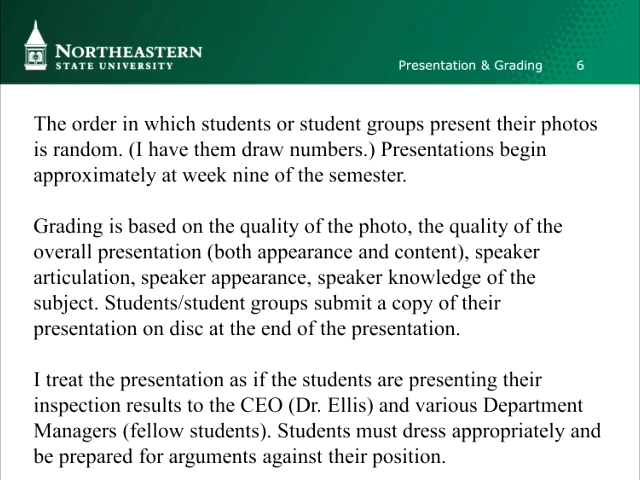 NORTHEASTERN
STATE UNIVERSITY
Presentation & Grading 6
The order in which students or student groups present their photos
is random. (I have them draw numbers.) Presentations begin
approximately at week nine of the semester.
Grading is based on the quality of the photo, the quality of the
overall presentation (both appearance and content), speaker
articulation, speaker appearance, speaker knowledge of the
subject. Students/student groups submit a copy of their
presentation on disc at the end of the presentation.
I treat the presentation as if the students are presenting their
inspection results to the CEO (Dr. Ellis) and various Department
Managers (fellow students). Students must dress appropriately and
be prepared for arguments against their position.